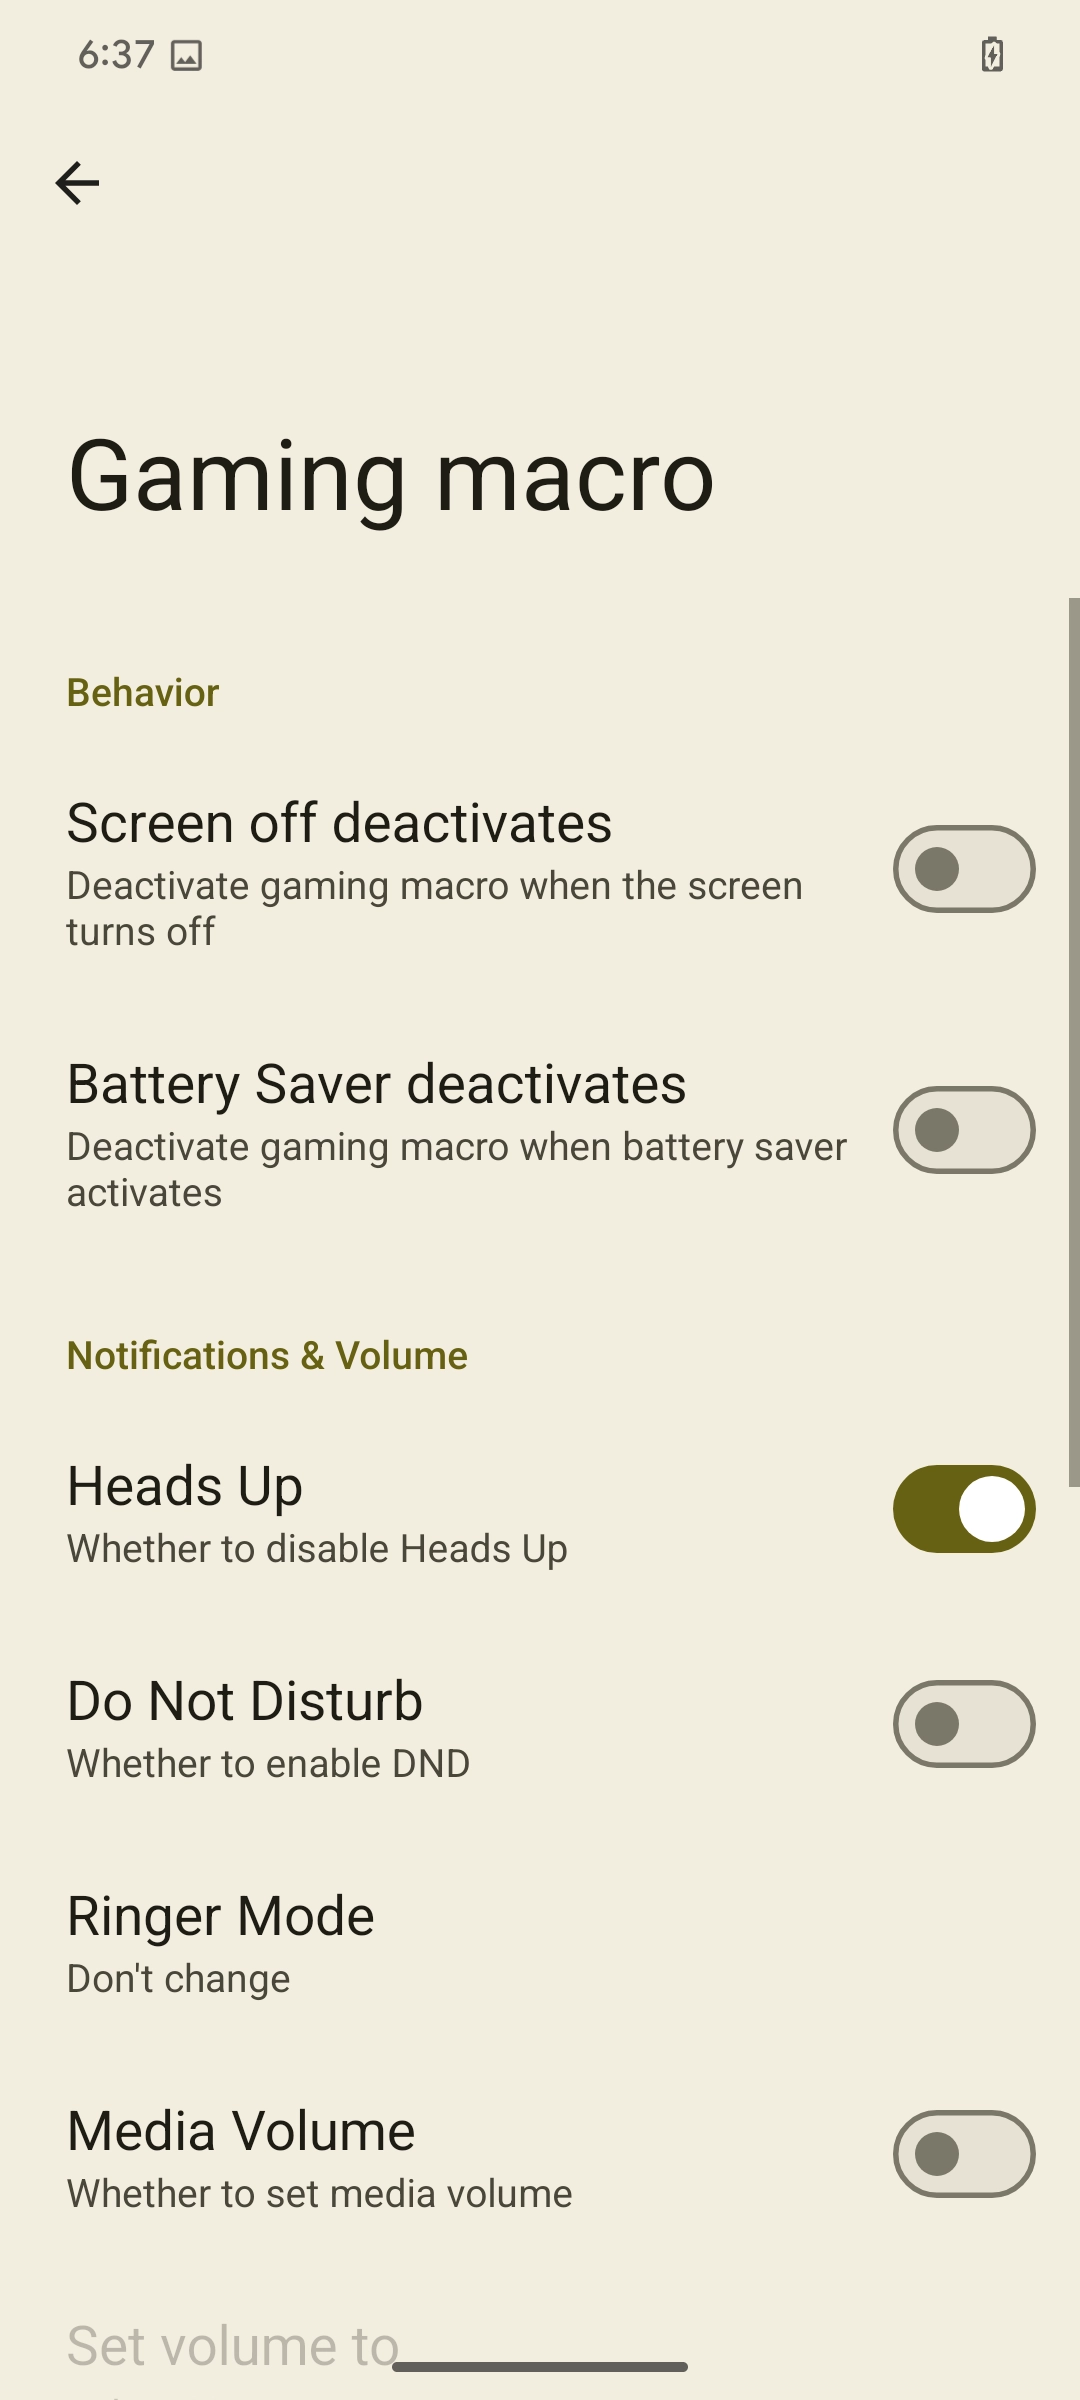 6:37
Gaming macro
Behavior
Screen off deactivates
Deactivate gaming macro when the screen
turns off
Battery Saver deactivates
Deactivate gaming macro when battery saver
activates
Notifications & Volume
Heads Up
Whether to disable Heads Up
Do Not Disturb
Whether to enable DND
Ringer Mode
Don't change
Media Volume
Whether to set media volume
Set volume to